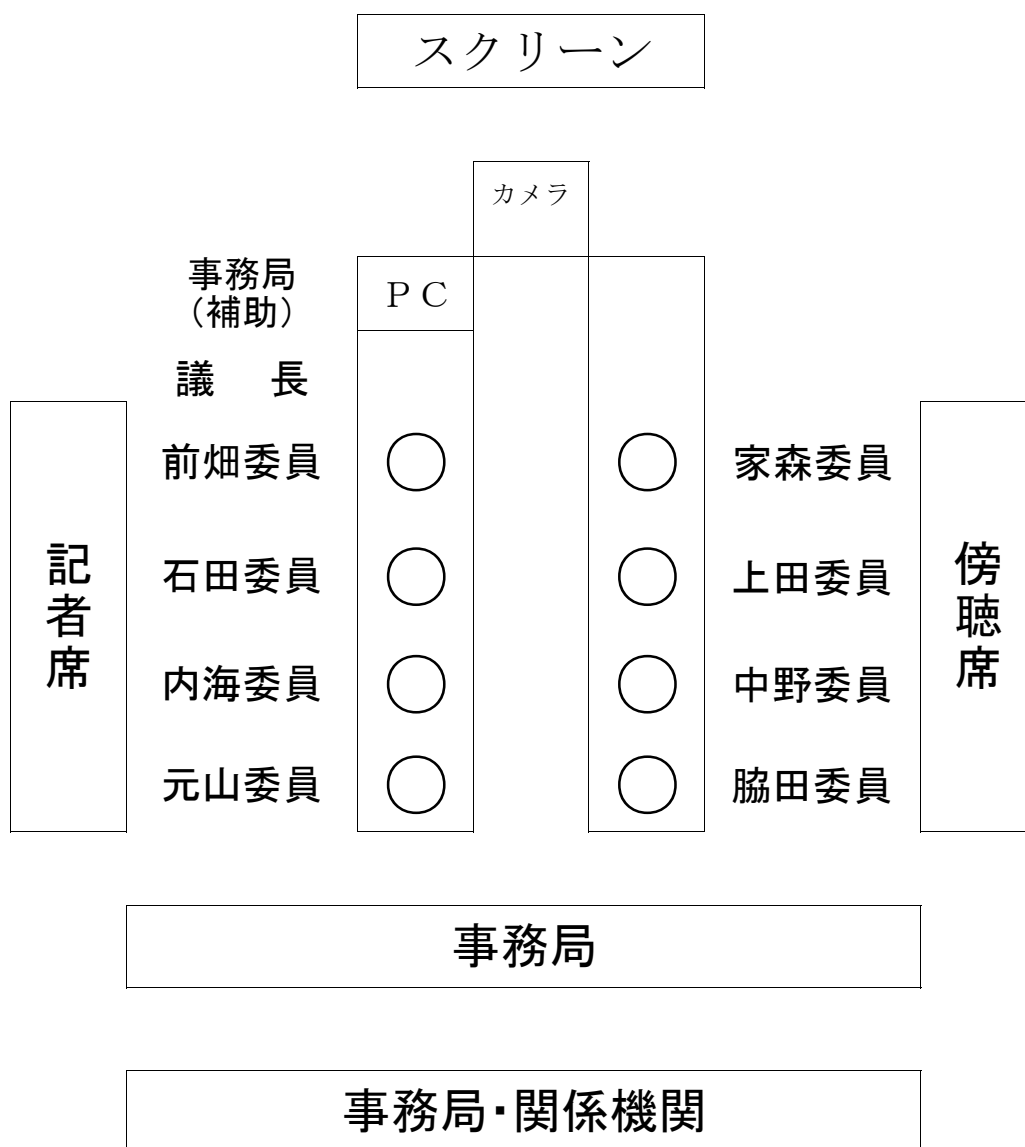 スクリーン
カメラ
事務局
（補助）
ＰＣ
議　長
前畑委員
家森委員
石田委員
上田委員
内海委員
中野委員
元山委員
脇田委員
記者席
傍聴席
事務局
事務局・関係機関